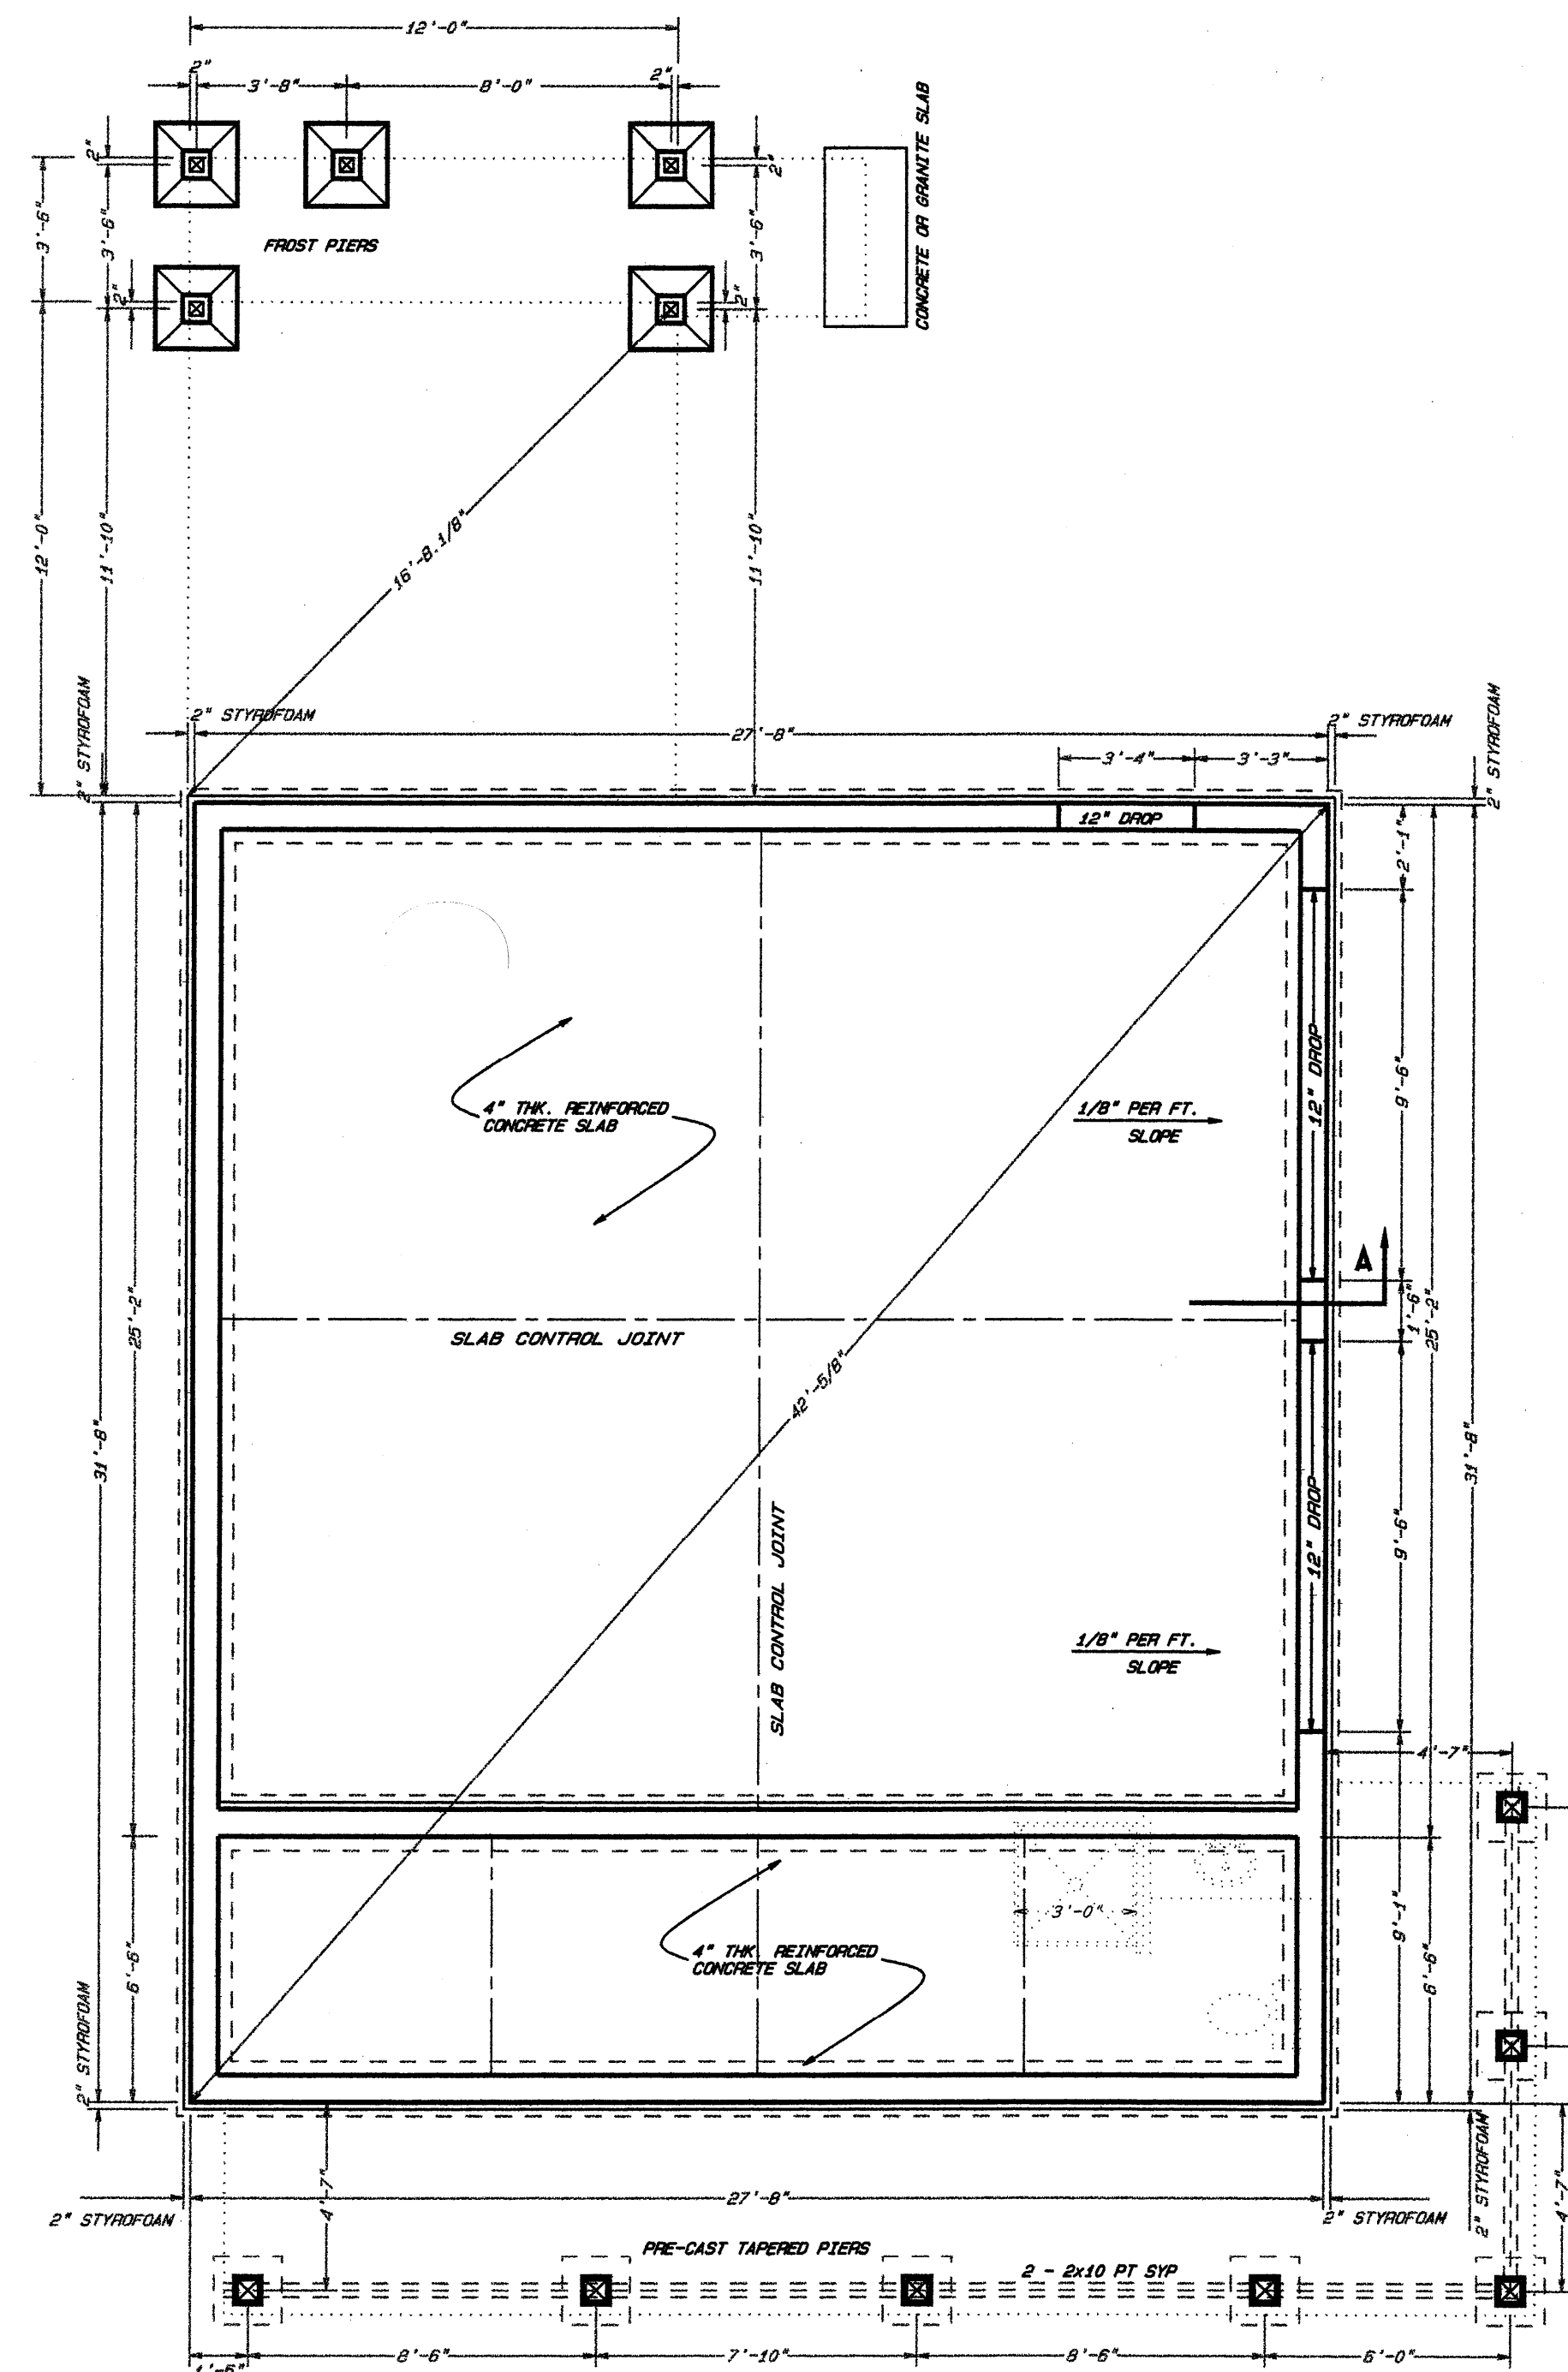 12'-0"
2"
3'-8"
8'-0"
2"
CONCRETE OR GRANITE SLAB
2"
2"
3'-6"
3'-6"
3'-6"
FROST PIERS
2"
2"
12'-0"
11'-10"
16'-8.1/8"
11'-10"
2" STYROFOAM
2" STYROFOAM
27'-8"
2" STYROFOAM
2" STYROFOAM
3'-4"
3'-3"
12" DROP
2'-1"
4" THK. REINFORCED
CONCRETE SLAB
1/8" PER FT.
SLOPE
12" DROP
9'-6"
A
25'-2"
SLAB CONTROL JOINT
1'-6"
25'-2"
42'-5/8"
31'-8"
31'-8"
SLAB CONTROL JOINT
12" DROP
9'-6"
1/8" PER FT.
SLOPE
4'-7"
3'-0"
4" THK. REINFORCED
CONCRETE SLAB
6'-6"
9'-1"
6'-6"
2" STYROFOAM
4'-7"
27'-8"
2" STYROFOAM
2" STYROFOAM
2" STYROFOAM
4'-7"
PRE-CAST TAPERED PIERS
2 - 2x10 PT SYP
8'-6"
7'-10"
8'-6"
6'-0"